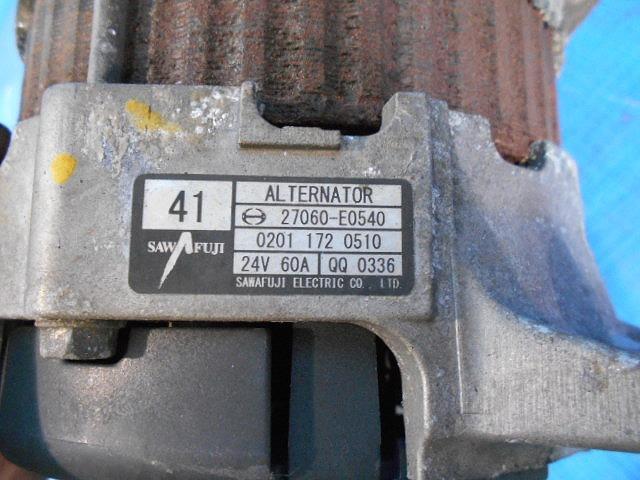 41
SAWAFUJI
ALTERNATOR
27060-E0540
0201 172 0510
24V 60A QQ 0336
SAWAFUJI ELECTRIC CO., LTD.